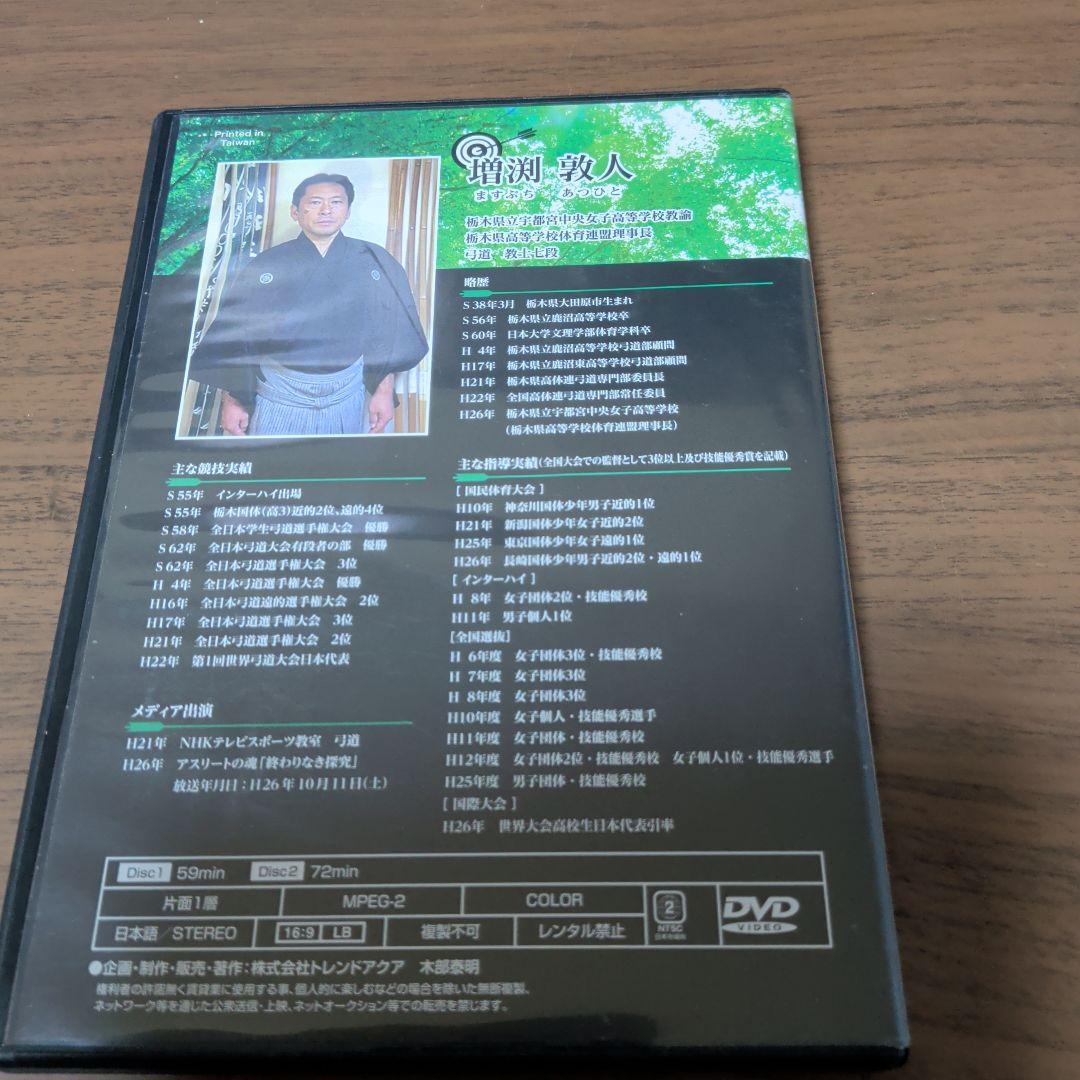 Printed in
Taiwan
増渕 敦人
ますぶち あつひと
栃木県立宇都宮中央女子高等学校教諭
栃木県高等学校体育連盟理事長
弓道 教士七段
略歴
S 38年3月 栃木県大田原市生まれ
S 56年 栃木県立鹿沼高等学校卒
S 60年 日本大学文理学部体育学科卒
H 4年 栃木県立鹿沼高等学校弓道部顧問
H17年 栃木県立鹿沼東高等学校弓道部顧問
H21年 栃木県高体連弓道専門部委員長
H22年 全国高体連弓道専門部常任委員
H26年 栃木県立宇都宮中央女子高等学校
(栃木県高等学校体育連盟理事長)
主な競技実績
S 55年 インターハイ出場
S 55年 栃木国体(高3)近的2位、遠的4位
S 58年 全日本学生弓道選手権大会 優勝
S 62年 全日本弓道大会有段者の部 優勝
S 62年 全日本弓道選手権大会 3位
H 4年 全日本弓道選手権大会 優勝
H16年 全日本弓道遠的選手権大会 2位
H17年 全日本弓道選手権大会 3位
H21年 全日本弓道選手権大会 2位
H22年 第1回世界弓道大会日本代表
メディア出演
H21年 NHKテレビスポーツ教室 弓道
H26年 アスリートの魂「終わりなき探究」
放送年月日:H26年10月11日(土)
主な指導実績(全国大会での監督として3位以上及び技能優秀賞を記載)
[ 国民体育大会 ]
H10年 神奈川国体少年男子近的1位
H21年 新潟国体少年女子近的2位
H25年 東京国体少年女子遠的1位
H26年 長崎国体少年男子近的2位・遠的1位
[ インターハイ ]
H 8年 女子団体2位・技能優秀校
H11年 男子個人1位
[全国選抜]
H 6年度 女子団体3位・技能優秀校
H 7年度 女子団体3位
H 8年度 女子団体3位
H10年度 女子個人・技能優秀選手
H11年度 女子団体・技能優秀校
H12年度 女子団体2位・技能優秀校 女子個人1位・技能優秀選手
H25年度 男子団体・技能優秀校
[ 国際大会 ]
H26年 世界大会高校生日本代表引率
Disc1 59min Disc2 72min
片面1層 MPEG-2 COLOR
2
NTSC
日本市場向
DVD
VIDEO
日本語/STEREO 16:9 LB 複製不可 レンタル禁止
●企画・制作・販売・著作:株式会社トレンドアクア 木部泰明
権利者の許諾無く賃貸業に使用する事、個人的に楽しむなどの場合を除いた無断複製、
ネットワーク等を通じた公衆送信・上映、ネットオークション等での転売を禁じます。